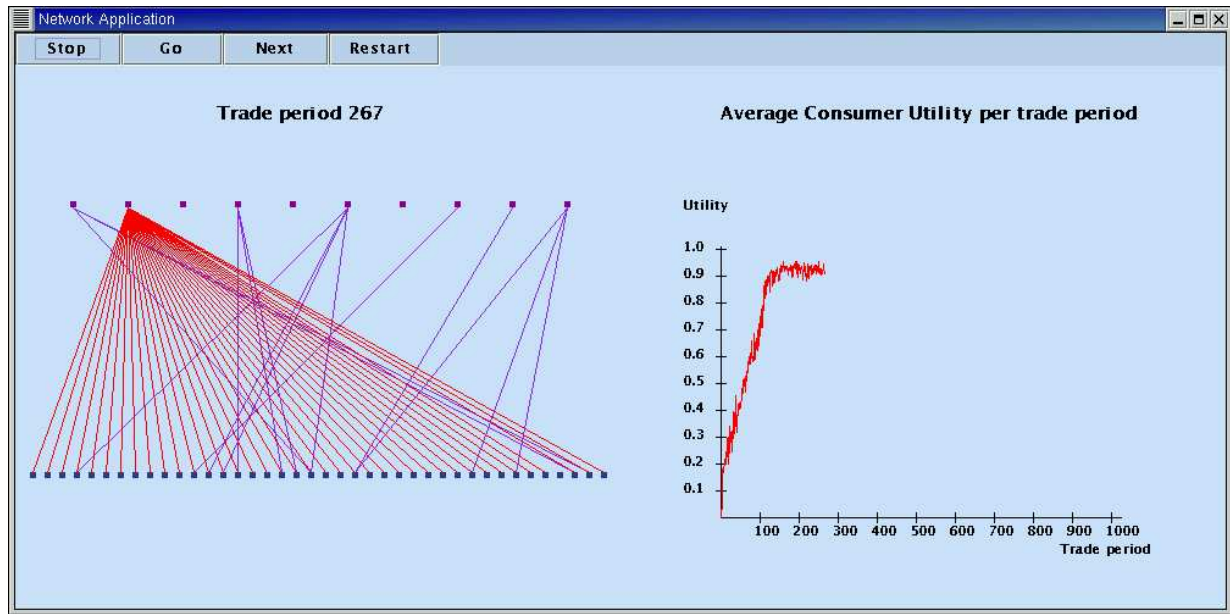 Network Application
Stop Go Next Restart
Trade period 267
Average Consumer Utility per trade period
Utility
1.0
0.9
0.8
0.7
0.6
0.5
0.4
0.3
0.2
0.1
100 200 300 400 500 600 700 800 900 1000
Trade period